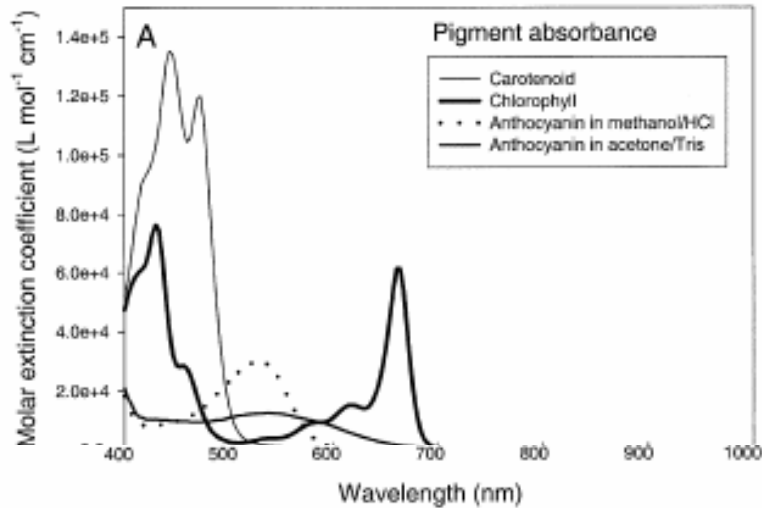 A
Pigment absorbance
Carotenoid
Chlorophyll
Anthocyanin in methanol/HCl
Anthocyanin in acetone/Tris
Molar extinction coefficient (L mol⁻¹ cm⁻¹)
1.4e+5
1.2e+5
1.0e+5
8.0e+4
6.0e+4
4.0e+4
2.0e+4
400 500 600 700 800 900 1000
Wavelength (nm)